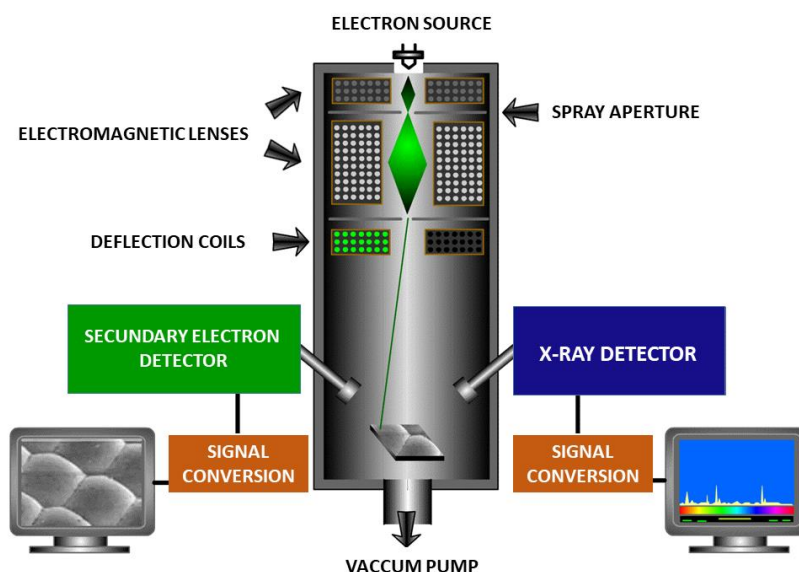 ELECTRON SOURCE
ELECTROMAGNETIC LENSES
SPRAY APERTURE
DEFLECTION COILS
SECUNDARY ELECTRON
DETECTOR
X-RAY DETECTOR
SIGNAL
CONVERSION
SIGNAL
CONVERSION
VACCUM PUMP